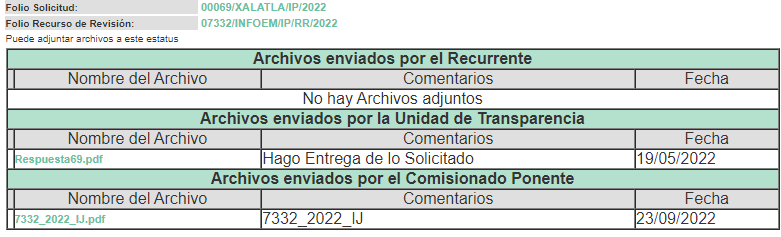 Folio Solicitud: 00069/XALATLA/IP/2022
Folio Recurso de Revisión: 07332/INFOEM/IP/RR/2022
Puede adjuntar archivos a este estatus
Archivos enviados por el Recurrente
Nombre del Archivo Comentarios Fecha
No hay Archivos adjuntos
Archivos enviados por la Unidad de Transparencia
Nombre del Archivo Comentarios Fecha
Respuesta69.pdf Hago Entrega de lo Solicitado 19/05/2022
Archivos enviados por el Comisionado Ponente
Nombre del Archivo Comentarios Fecha
7332_2022_IJ.pdf 7332_2022_IJ 23/09/2022